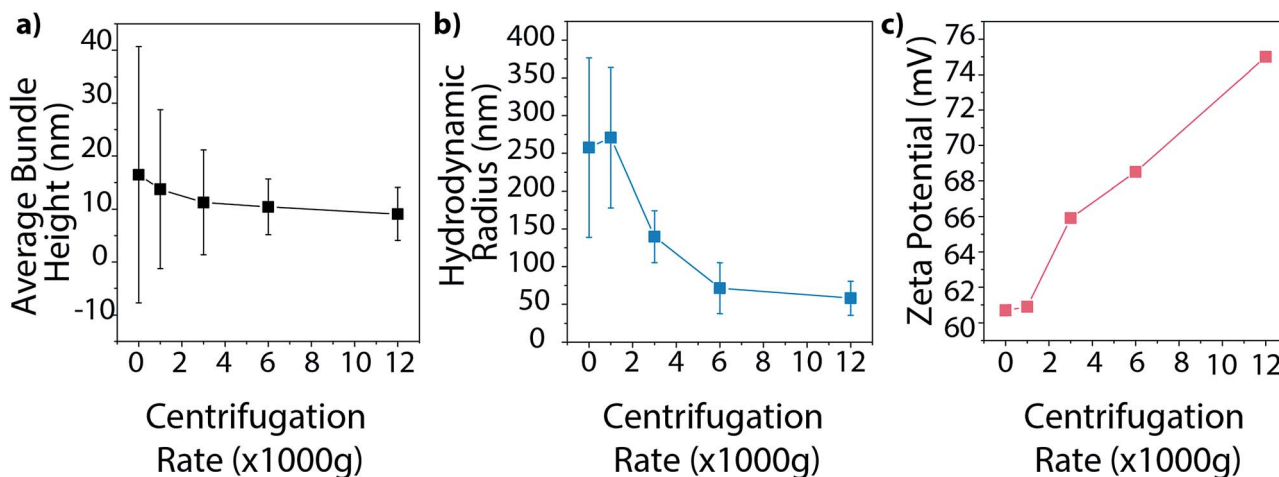 a)
Average Bundle
Height (nm)
40
30
20
10
0
-10
0 2 4 6 8 10 12
Centrifugation
Rate (x1000g)
b)
Hydrodynamic
Radius (nm)
400
350
300
250
200
150
100
50
0
0 2 4 6 8 10 12
Centrifugation
Rate (x1000g)
c)
Zeta Potential (mV)
76
74
70
68
66
64
62
60
0 2 4 6 8 10 12
Centrifugation
Rate (x1000g)